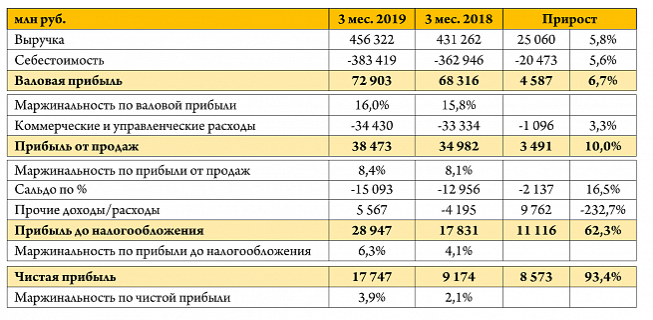 млн руб. 3 мес. 2019 3 мес. 2018 Прирост
Выручка 456 322 431 262 25 060 5,8%
Себестоимость -383 419 -362 946 -20 473 5,6%
Валовая прибыль 72 903 68 316 4 587 6,7%
Маржинальность по валовой прибыли 16,0% 15,8%
Коммерческие и управленческие расходы -34 430 -33 334 -1 096 3,3%
Прибыль от продаж 38 473 34 982 3 491 10,0%
Маржинальность по прибыли от продаж 8,4% 8,1%
Сальдо по % -15 093 -12 956 -2 137 16,5%
Прочие доходы/расходы 5 567 -4 195 9 762 -232,7%
Прибыль до налогообложения 28 947 17 831 11 116 62,3%
Маржинальность по прибыли до налогообложения 6,3% 4,1%
Чистая прибыль 17 747 9 174 8 573 93,4%
Маржинальность по чистой прибыли 3,9% 2,1%